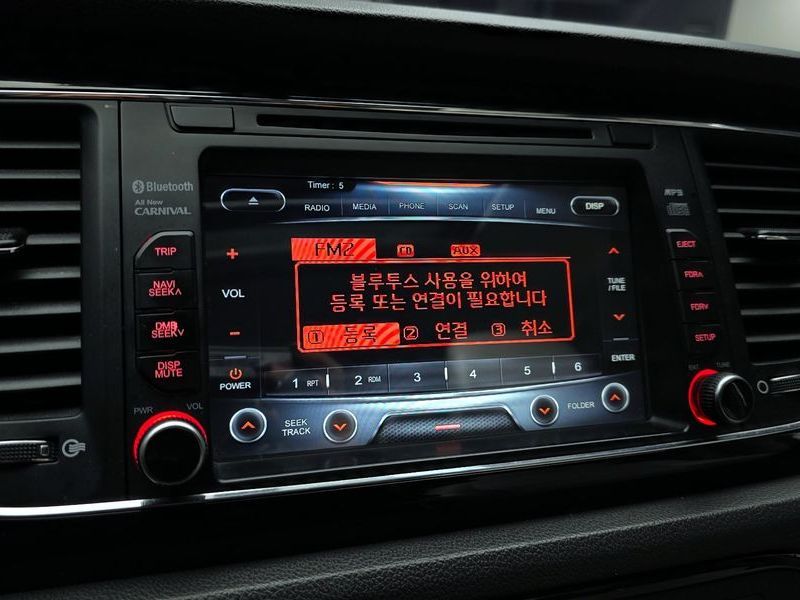 Bluetooth
All New
CARNIVAL
TRIP
NAVI
SEEK∧
DMB
SEEK∨
DISP
MUTE
PWR
VOL
Timer : 5
RADIO
MEDIA
PHONE
SCAN
SETUP
MENU
DISP
FM2
CD
AUX
+
VOL
-
POWER
블루투스 사용을 위하여
등록 또는 연결이 필요합니다
1 등록 2 연결 3 취소
TUNE
/FILE
ENTER
1 RPT
2 RDM
3
4
5
6
SEEK
TRACK
FOLDER
MP3
EJECT
FDR∧
FDR∨
SETUP
TUNE